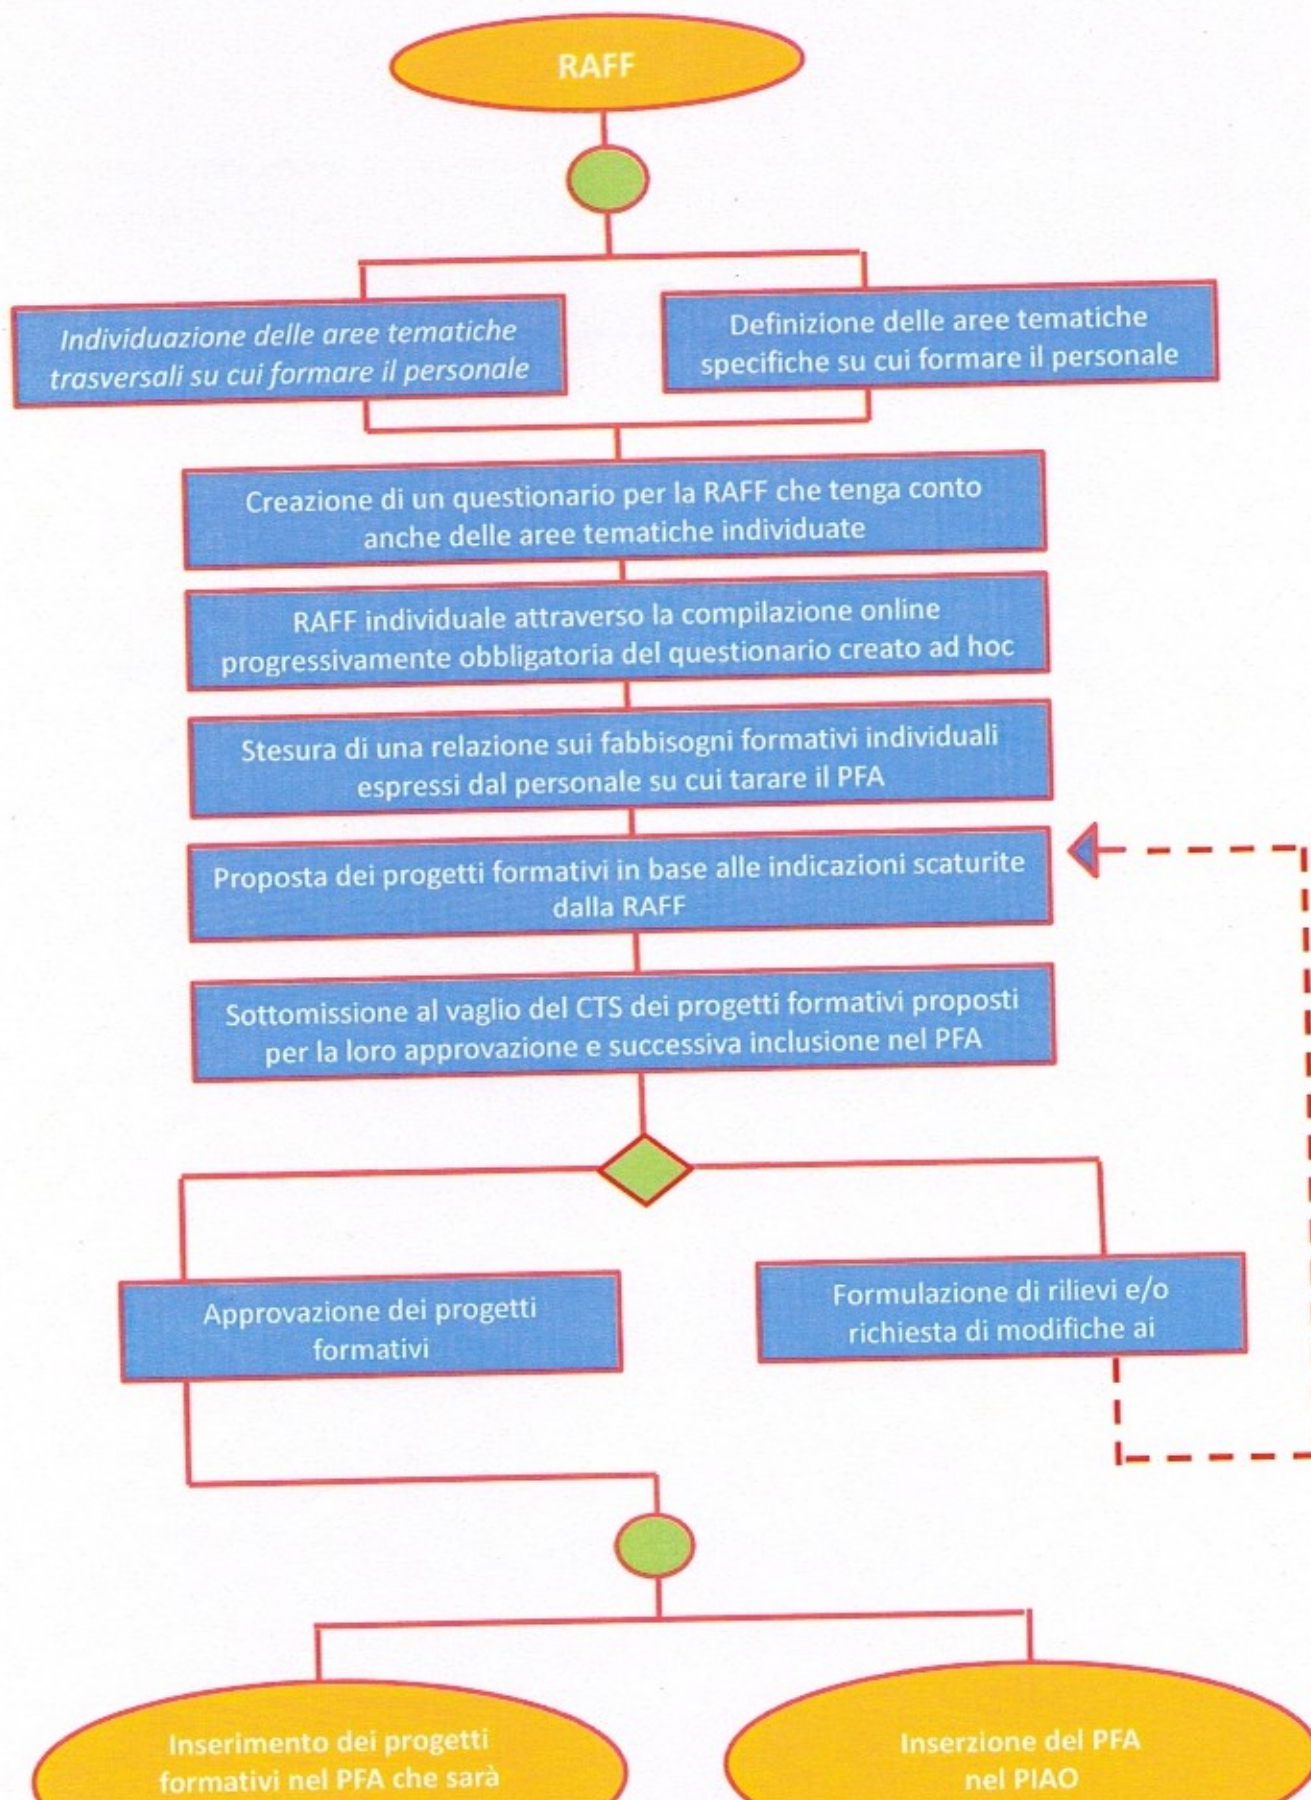 RAFF
Individuazione delle aree tematiche
trasversali su cui formare il personale
Definizione delle aree tematiche
specifiche su cui formare il personale
Creazione di un questionario per la RAFF che tenga conto
anche delle aree tematiche individuate
RAFF individuale attraverso la compilazione online
progressivamente obbligatoria del questionario creato ad hoc
Stesura di una relazione sui fabbisogni formativi individuali
espressi dal personale su cui tarare il PFA
Proposta dei progetti formativi in base alle indicazioni scaturite
dalla RAFF
Sottomissione al vaglio del CTS dei progetti formativi proposti
per la loro approvazione e successiva inclusione nel PFA
Approvazione dei progetti
formativi
Formulazione di rilievi e/o
richiesta di modifiche ai
Inserimento dei progetti
formativi nel PFA che sarà
Inserzione del PFA
nel PIAO